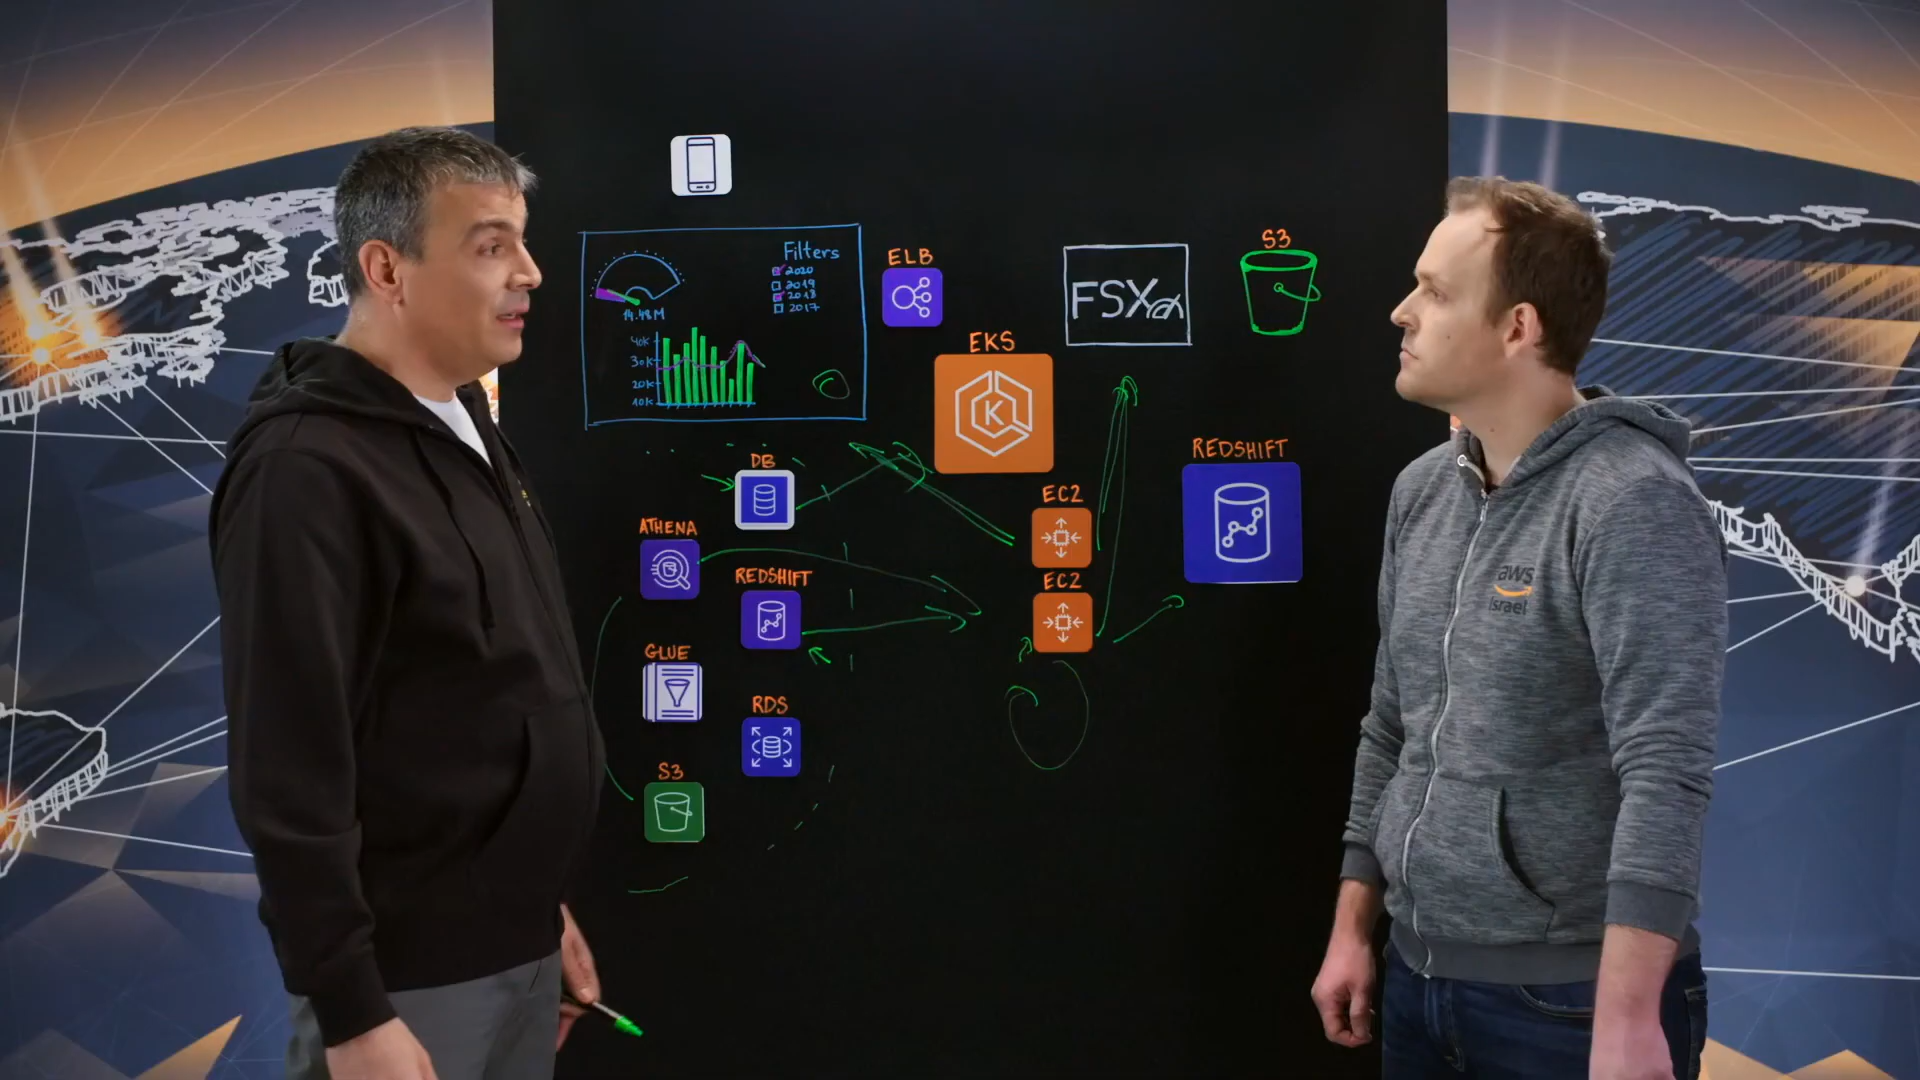 Filters
2020
2019
2018
2017
14.48M
40K
30K
20K
10K
ELB
EKS
FSX
S3
DB
EC2
REDSHIFT
ATHENA
REDSHIFT
EC2
GLUE
RDS
S3
aws
Israel